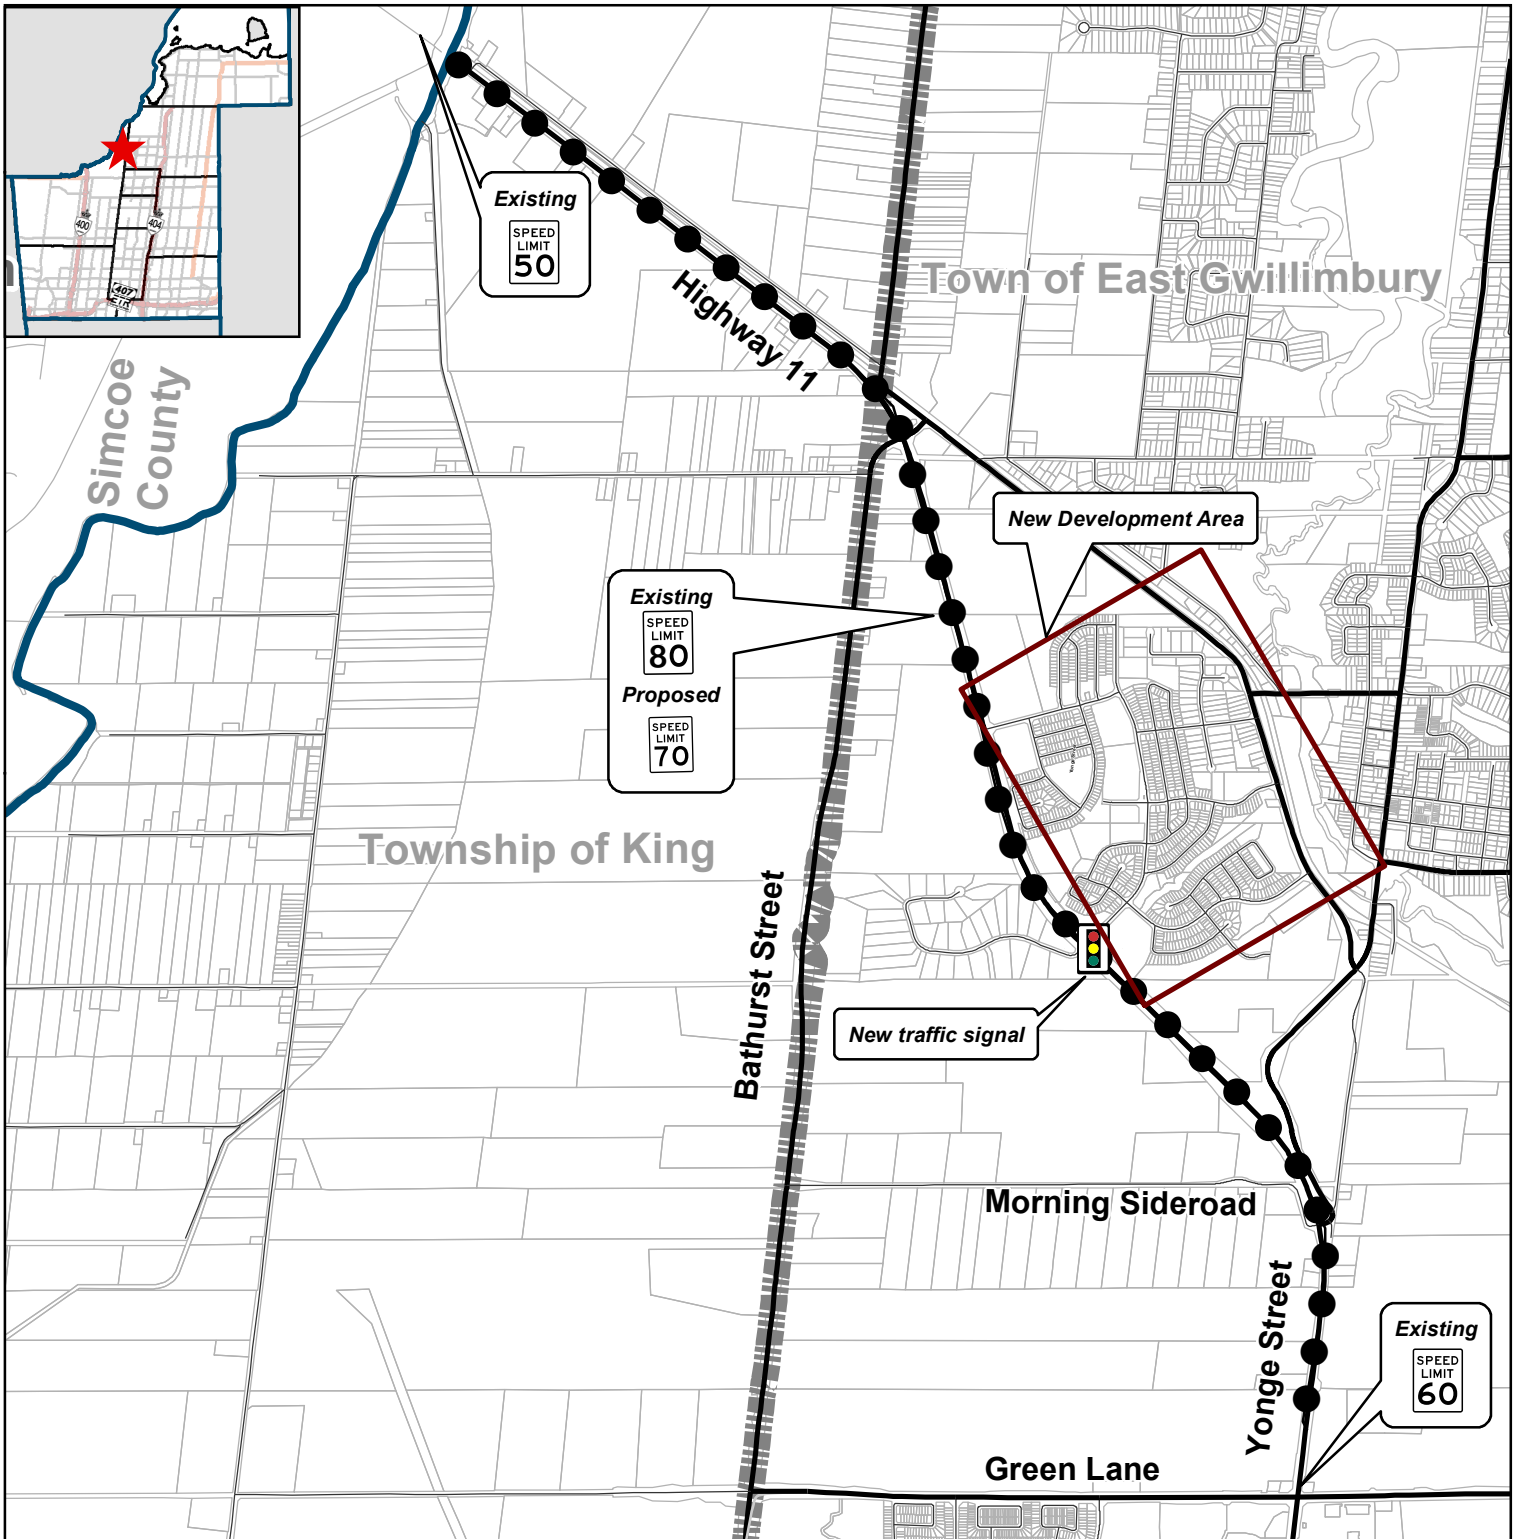 400
404
407
ETR
Existing
SPEED
LIMIT
50
Highway 11
Town of East Gwillimbury
Simcoe
County
New Development Area
Existing
SPEED
LIMIT
80
Proposed
SPEED
LIMIT
70
Township of King
Bathurst Street
New traffic signal
Morning Sideroad
Yonge Street
Existing
SPEED
LIMIT
60
Green Lane